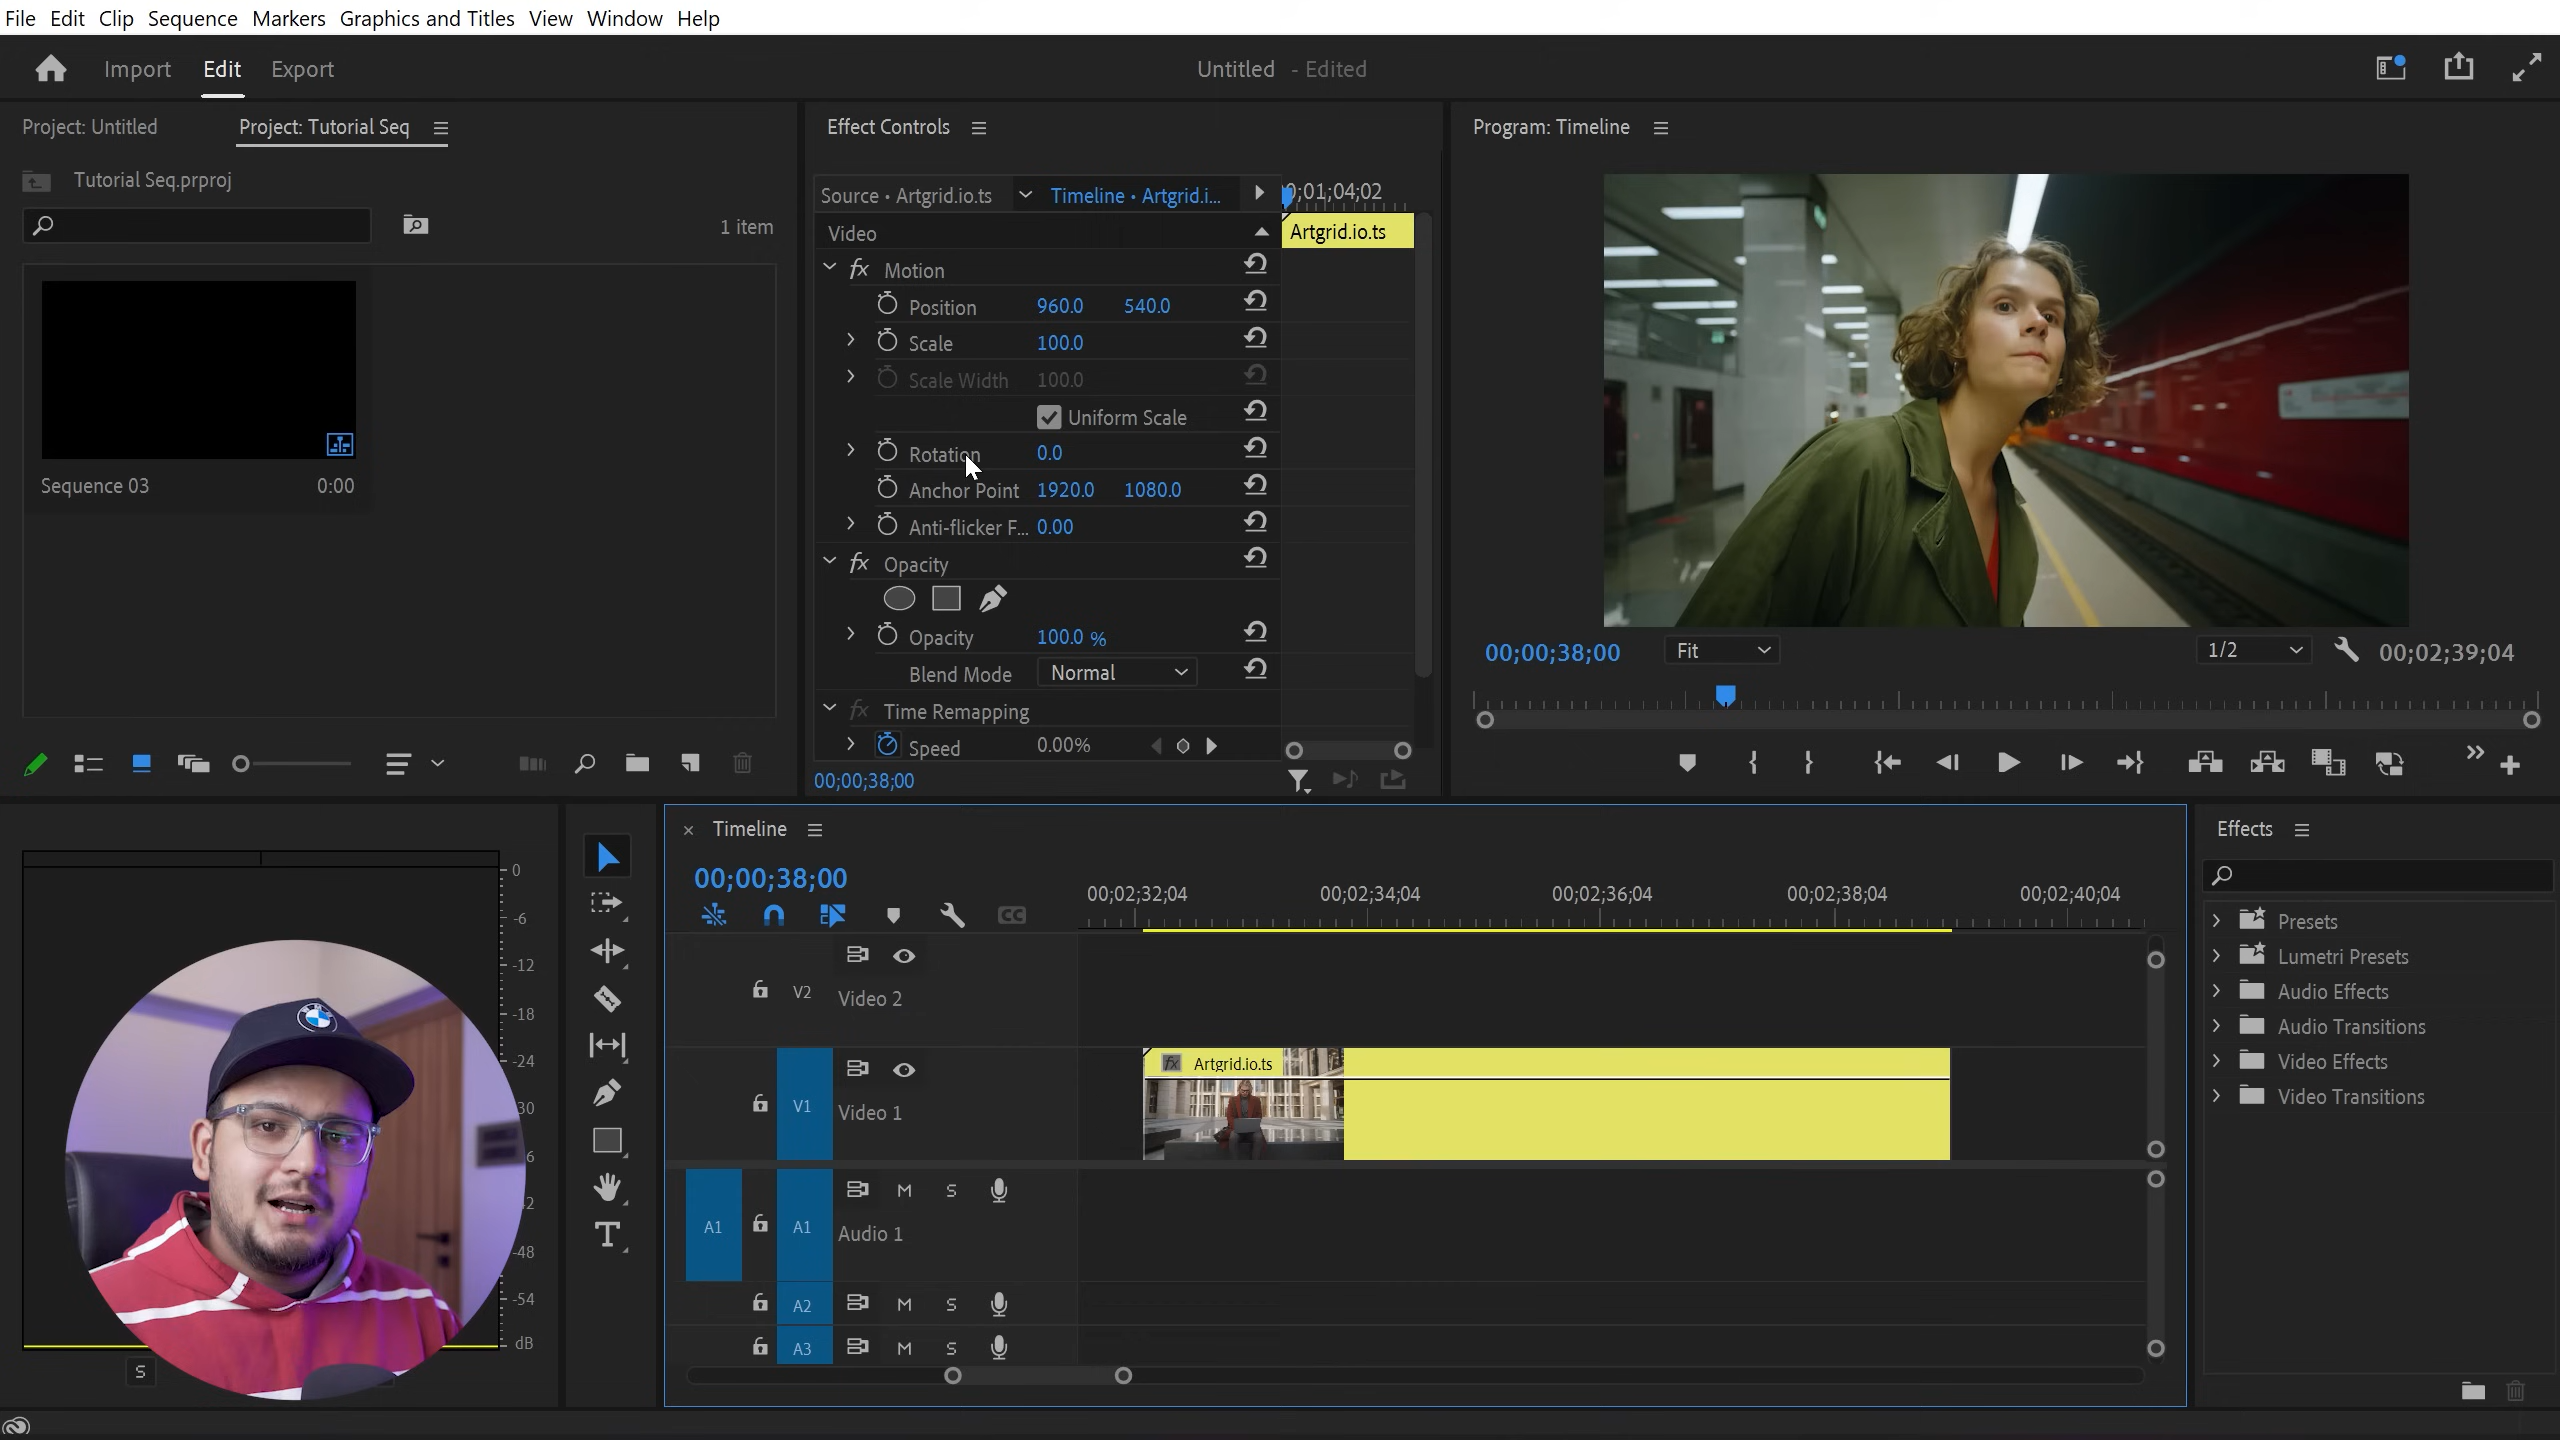 File Edit Clip Sequence Markers Graphics and Titles View Window Help
Import Edit Export
Untitled - Edited
Project: Untitled
Project: Tutorial Seq
Tutorial Seq.prproj
1 item
Sequence 03 0:00
Effect Controls
Source • Artgrid.io.ts
Timeline • Artgrid.i...
;01;04;02
Video
Artgrid.io.ts
Motion
Position 960.0 540.0
Scale 100.0
Scale Width 100.0
Uniform Scale
Rotation 0.0
Anchor Point 1920.0 1080.0
Anti-flicker F... 0.00
Opacity
Opacity 100.0 %
Blend Mode Normal
Time Remapping
Speed 0.00%
00;00;38;00
Program: Timeline
00;00;38;00 Fit 1/2 00;02;39;04
0
-6
-12
-18
-24
30
6
2
-48
-54
dB
S
Timeline
00;00;38;00
00;02;32;04 00;02;34;04 00;02;36;04 00;02;38;04 00;02;40;04
V2 Video 2
V1 Video 1
fx Artgrid.io.ts
A1 A1 M S
Audio 1
A2 M S
A3 M S
Effects
Presets
Lumetri Presets
Audio Effects
Audio Transitions
Video Effects
Video Transitions